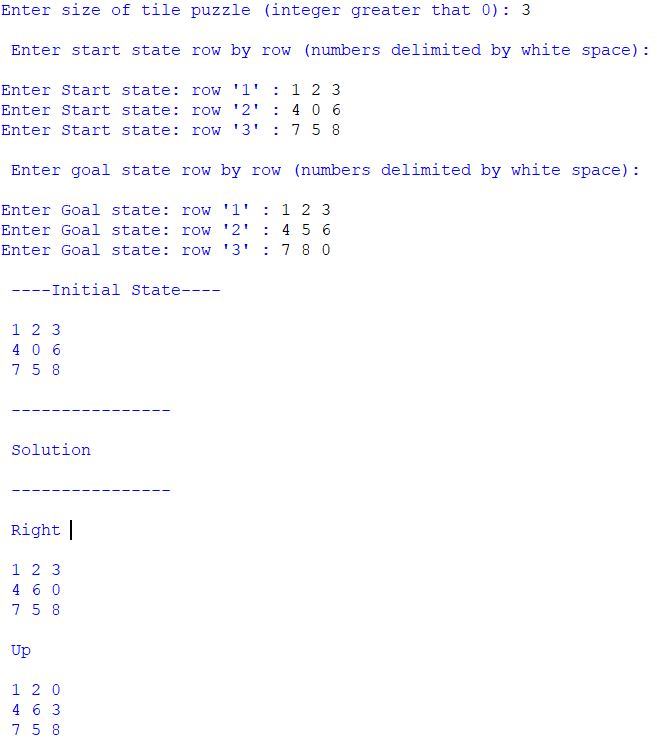 Enter size of tile puzzle (integer greater that 0): 3
Enter start state row by row (numbers delimited by white space):
Enter Start state: row '1' : 1 2 3
Enter Start state: row '2' : 4 0 6
Enter Start state: row '3' : 7 5 8
Enter goal state row by row (numbers delimited by white space):
Enter Goal state: row '1' : 1 2 3
Enter Goal state: row '2' : 4 5 6
Enter Goal state: row '3' : 7 8 0
----Initial State----
1 2 3
4 0 6
7 5 8
----------------
Solution
----------------
Right
1 2 3
4 6 0
7 5 8
Up
1 2 0
4 6 3
7 5 8